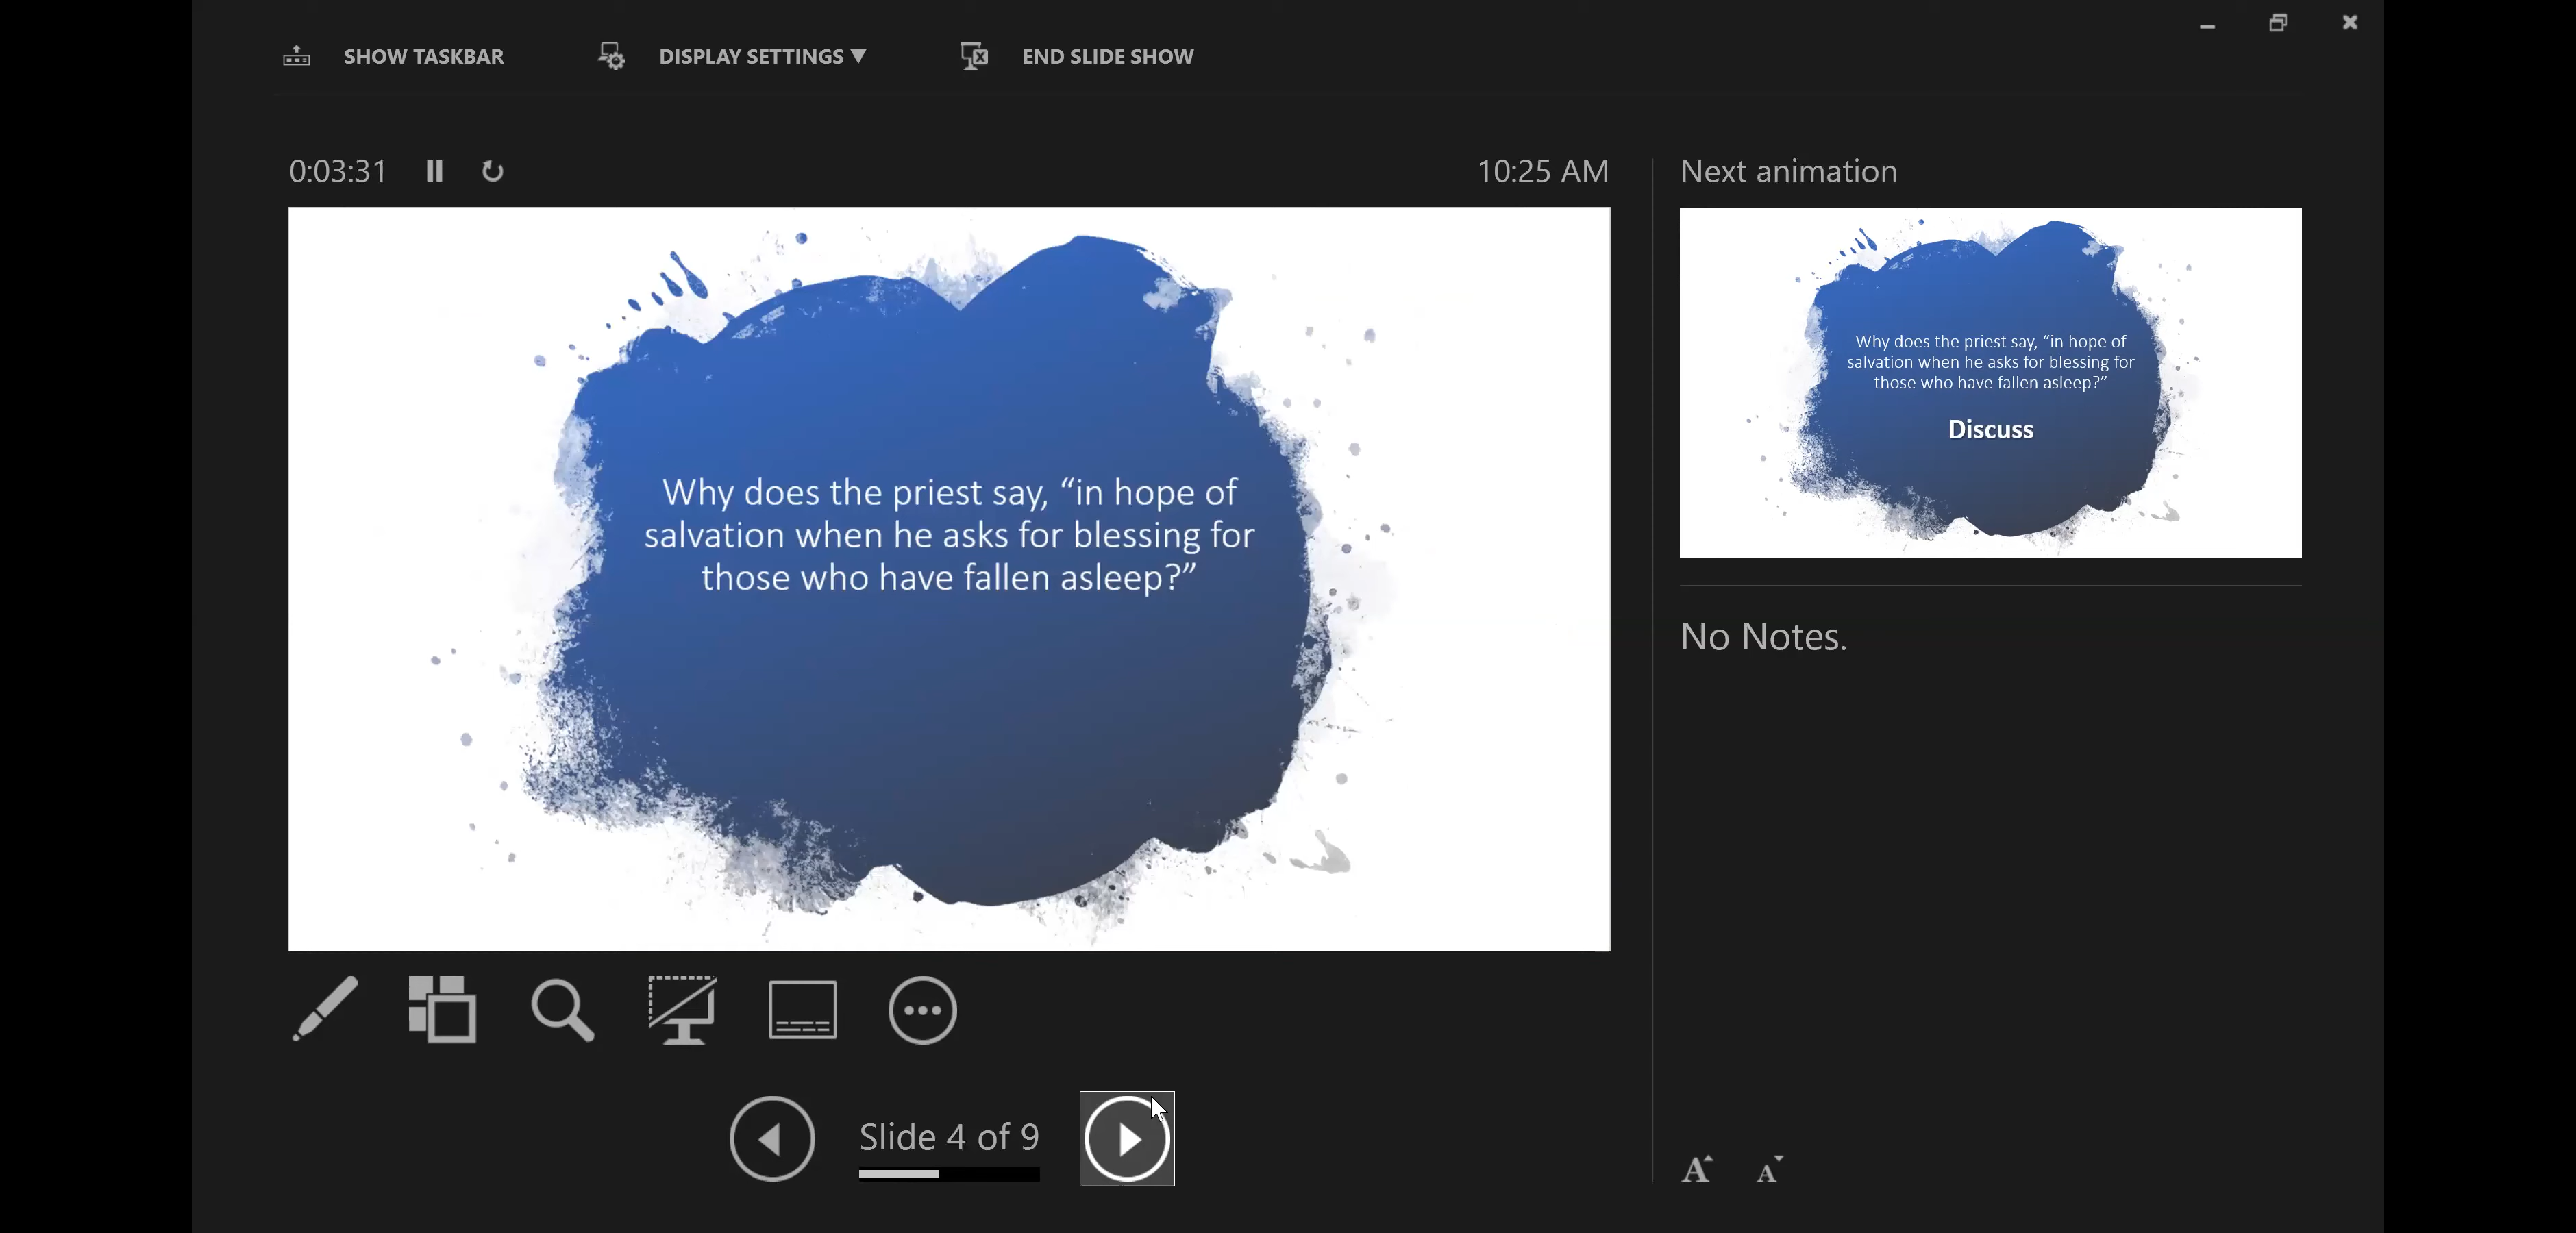 SHOW TASKBAR
DISPLAY SETTINGS ▼
END SLIDE SHOW
0:03:31
10:25 AM
Next animation
Why does the priest say, “in hope of
salvation when he asks for blessing for
those who have fallen asleep?”
Why does the priest say, “in hope of
salvation when he asks for blessing for
those who have fallen asleep?”
Discuss
No Notes.
Slide 4 of 9
A A